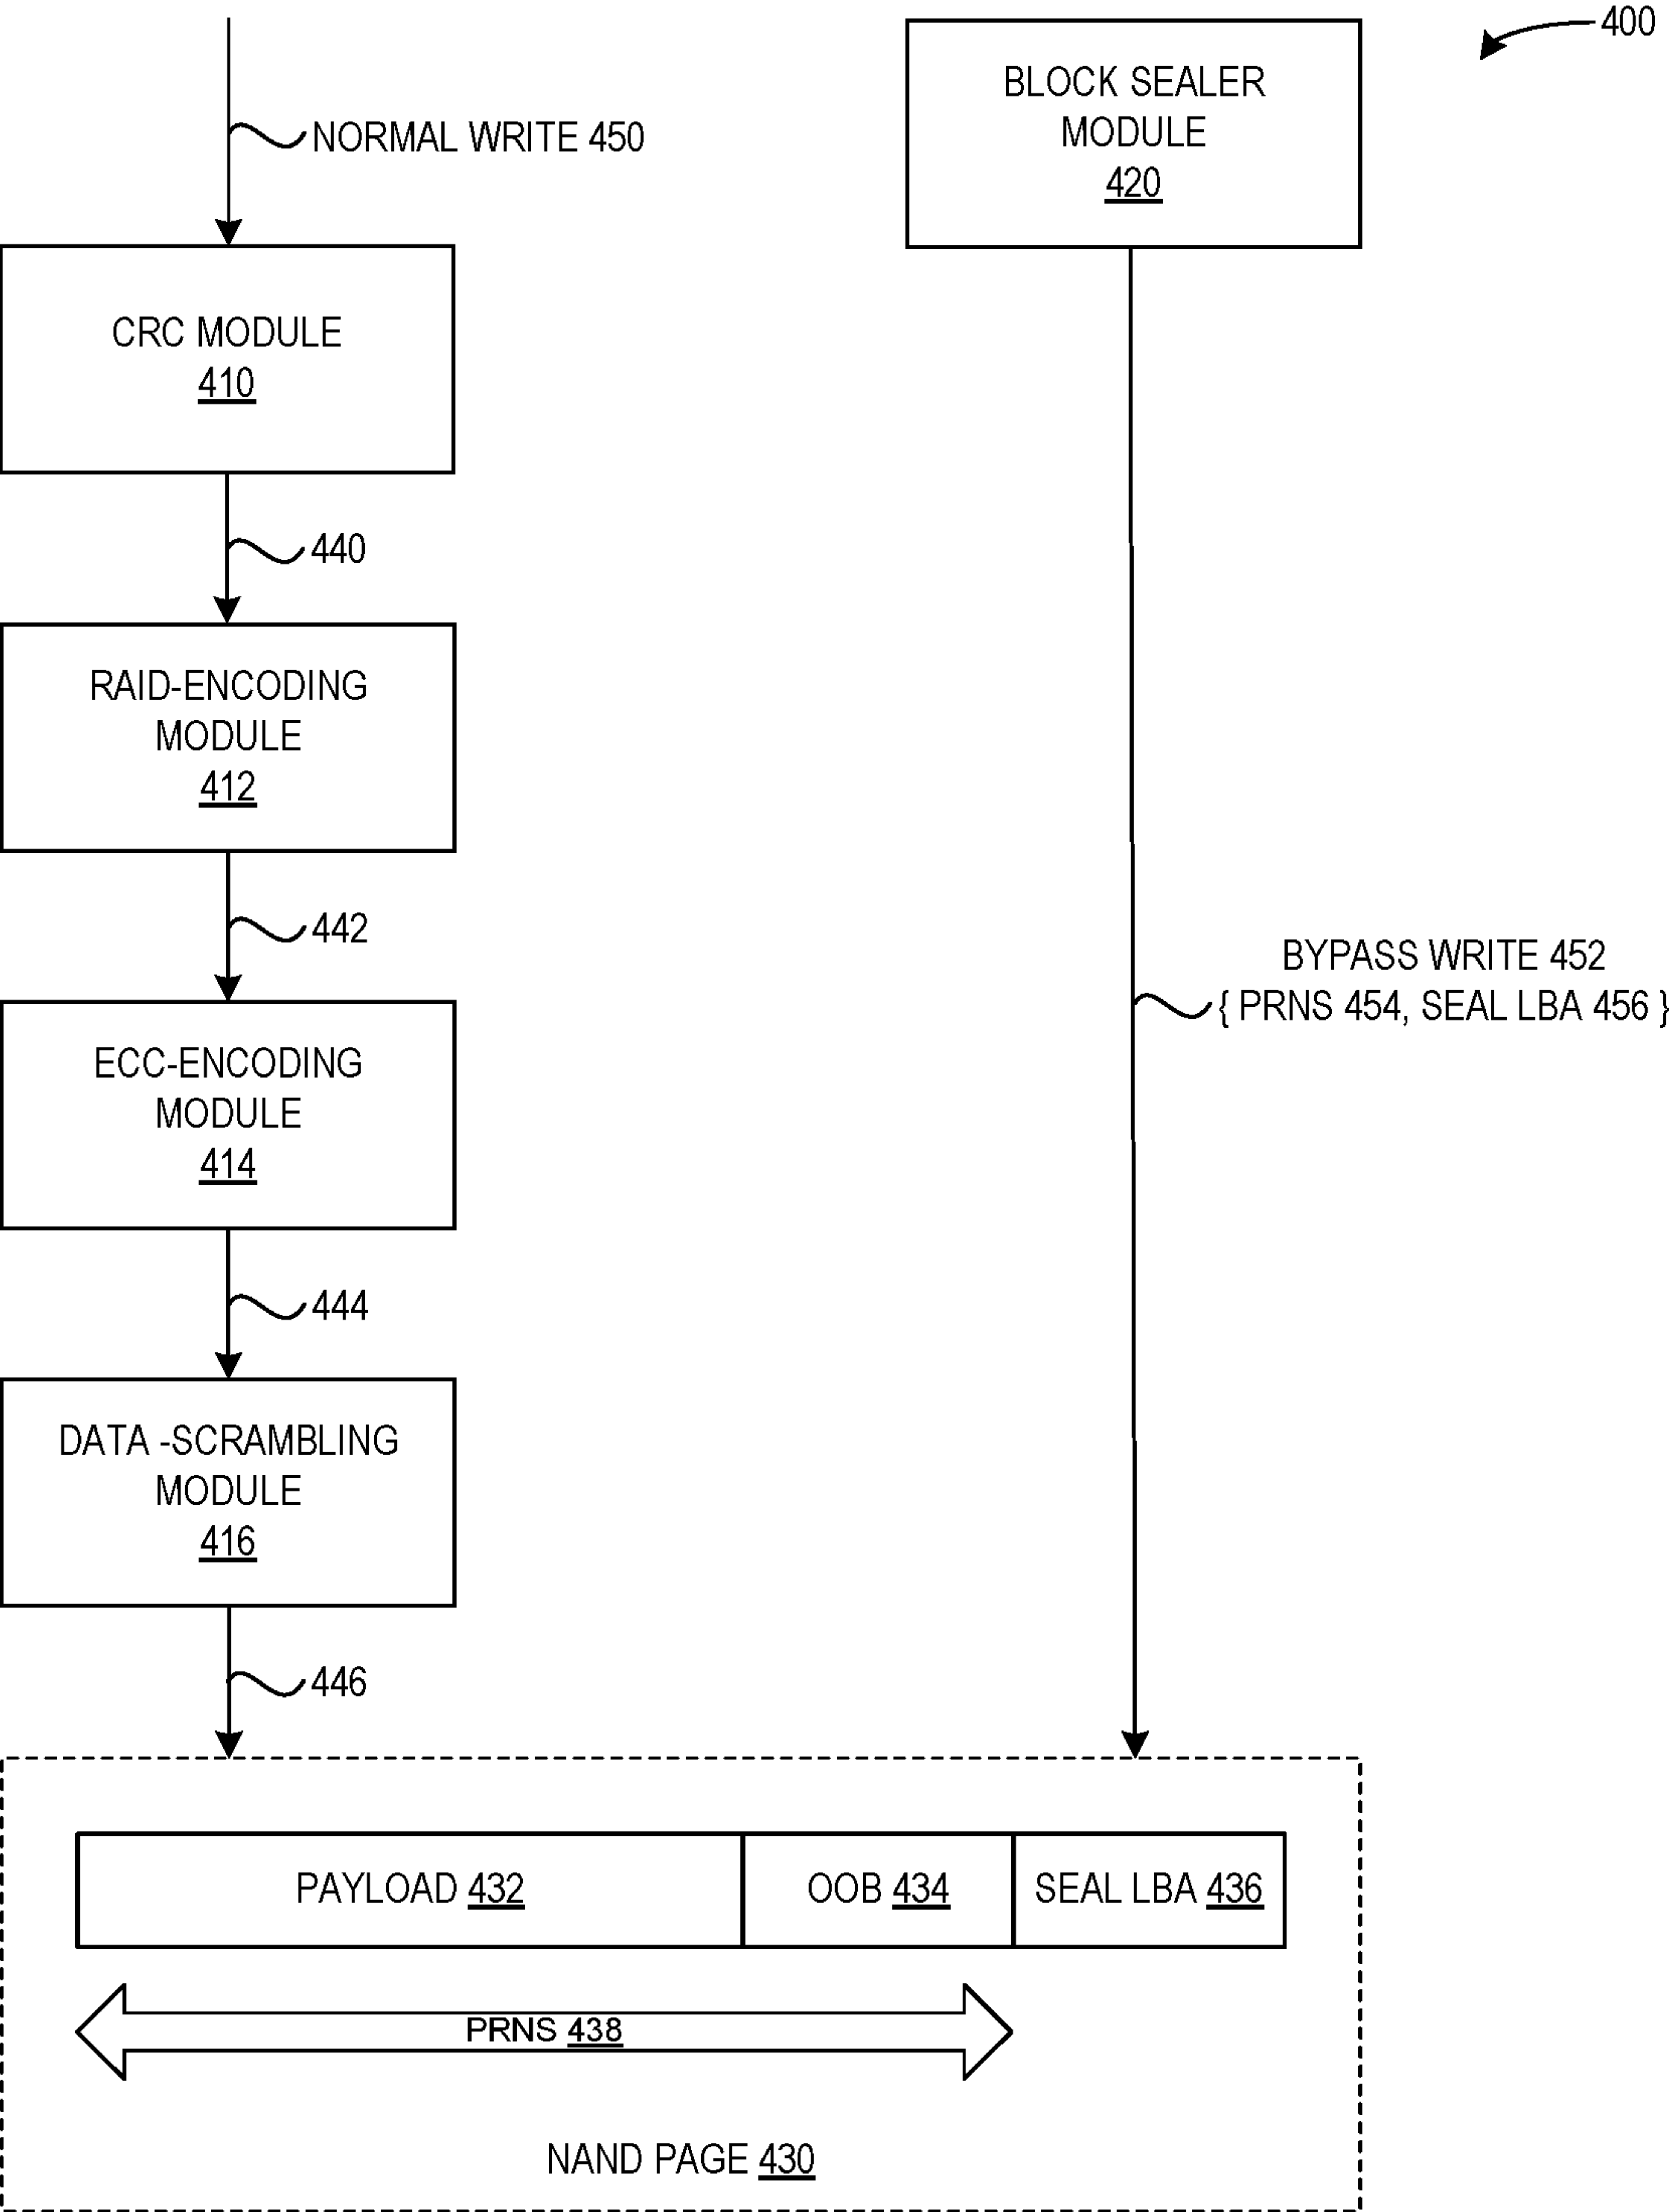 400
BLOCK SEALER
MODULE
420
NORMAL WRITE 450
CRC MODULE
410
440
RAID-ENCODING
MODULE
412
442
BYPASS WRITE 452
{ PRNS 454, SEAL LBA 456 }
ECC-ENCODING
MODULE
414
444
DATA -SCRAMBLING
MODULE
416
446
PAYLOAD 432
OOB 434
SEAL LBA 436
PRNS 438
NAND PAGE 430